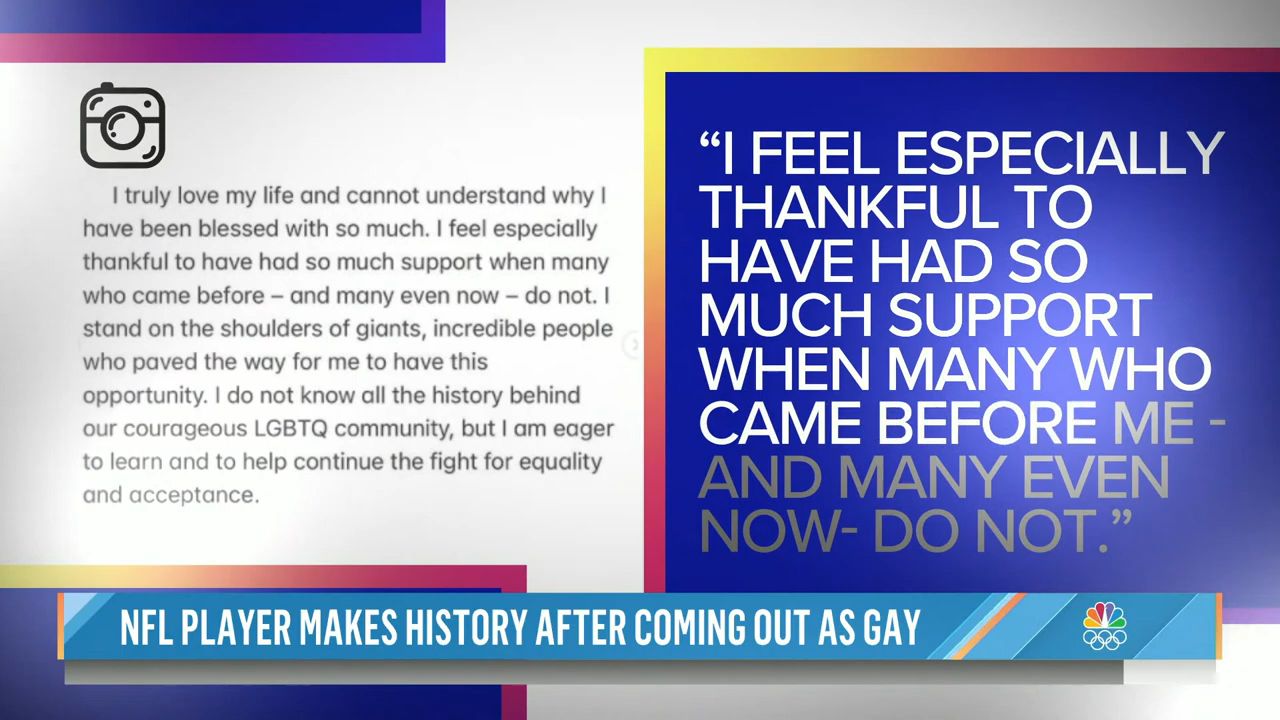 I truly love my life and cannot understand why I
have been blessed with so much. I feel especially
thankful to have had so much support when many
who came before – and many even now – do not. I
stand on the shoulders of giants, incredible people
who paved the way for me to have this
opportunity. I do not know all the history behind
our courageous LGBTQ community, but I am eager
to learn and to help continue the fight for equality
and acceptance.
“I FEEL ESPECIALLY
THANKFUL TO
HAVE HAD SO
MUCH SUPPORT
WHEN MANY WHO
CAME BEFORE ME -
AND MANY EVEN
NOW- DO NOT.”
NFL PLAYER MAKES HISTORY AFTER COMING OUT AS GAY